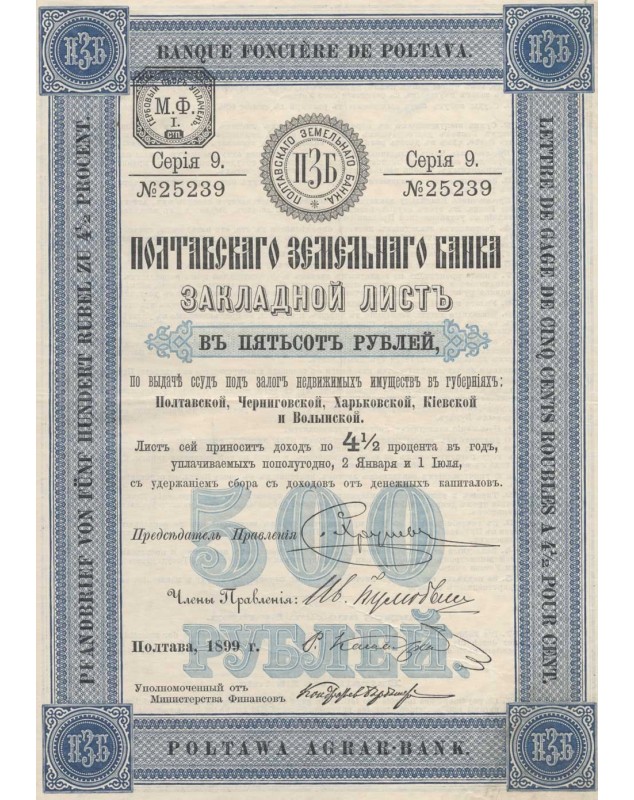 ПЗБ
BANQUE FONCIÈRE DE POLTAVA.
ПЗБ
ГЕРБОВЫЙ СБОРЪ УПЛАЧЕНЪ.
М.Ф.
I.
СТП.
Серія 9.
№25239
ПОЛТАВСКАГО ЗЕМЕЛЬНАГО БАНКА.
ПЗБ
Серія 9.
№25239
ПОЛТАВСКАГО ЗЕМЕЛЬНАГО БАНКА
ЗАКЛАДНОЙ ЛИСТЪ
ВЪ ПЯТЬСОТЪ РУБЛЕЙ,
по выдачѣ ссудъ подъ залогъ недвижимыхъ имуществъ въ губерніяхъ:
Полтавской, Черниговской, Харьковской, Кіевской
и Волынской.
Листъ сей приноситъ доходъ по 4½ процента въ годъ,
уплачиваемыхъ пополугодно, 2 Января и 1 Іюля,
съ удержаніемъ сбора съ доходовъ отъ денежныхъ капиталовъ.
500
Предсѣдатель Правленія
Члены Правленія:
РУБЛЕЙ.
Полтава, 1899 г.
Уполномоченный отъ
Министерства Финансовъ
PFANDBRIEF VON FÜNF HUNDERT RUBEL ZU 4½ PROCENT.
LETTRE DE GAGE DE CINQ CENTS ROUBLES A 4½ POUR CENT.
ПЗБ
POLTAWA AGRAR-BANK.
ПЗБ